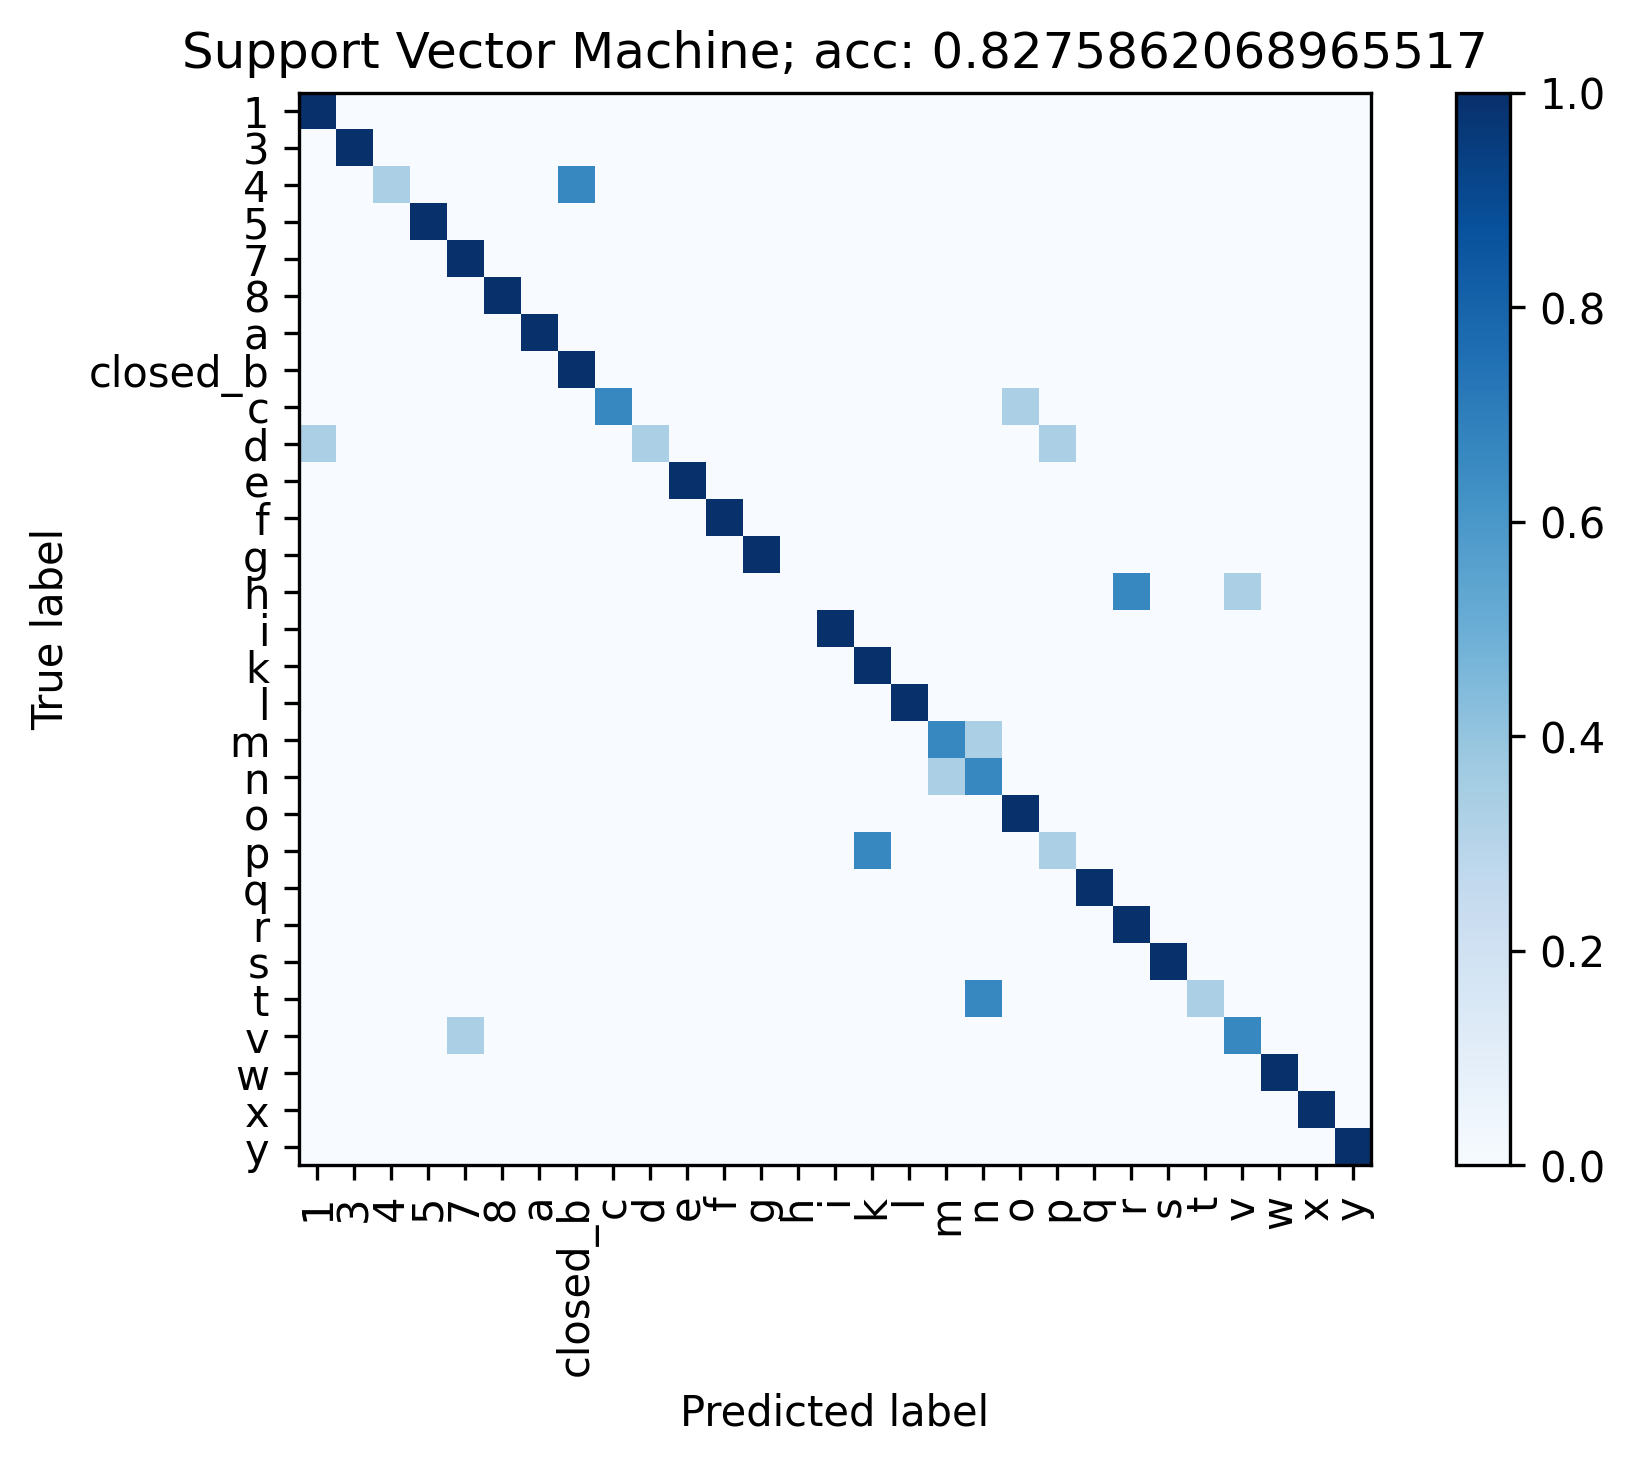 Support Vector Machine; acc: 0.8275862068965517
True label
1
3
4
5
7
8
a
closed_b
c
d
e
f
g
h
i
k
l
m
n
o
p
q
r
s
t
v
w
x
y
1 3 4 5 7 8 a closed_b c d e f g h i k l m n o p q r s t v w x y
Predicted label
1.0
0.8
0.6
0.4
0.2
0.0